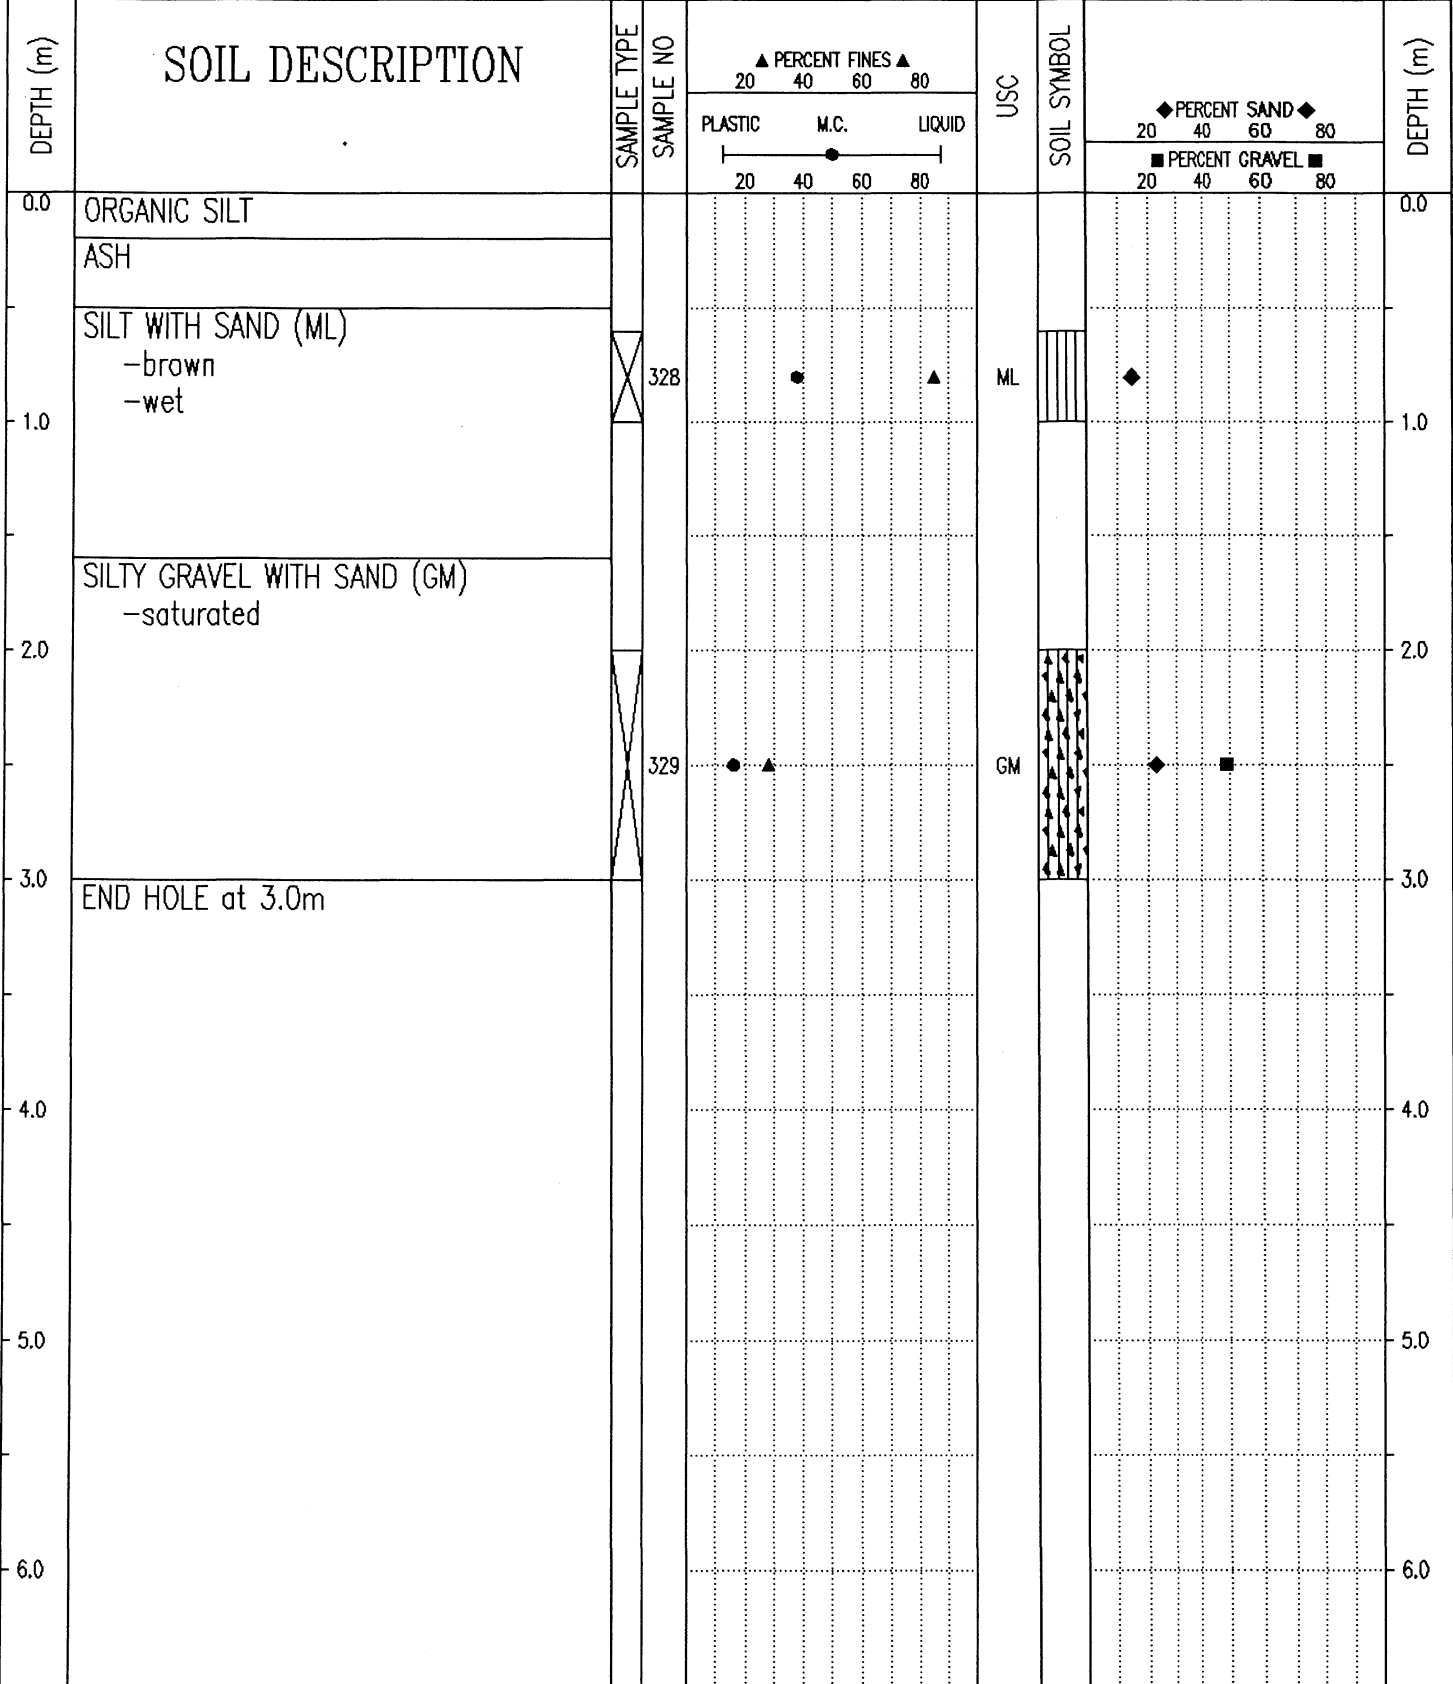 DEPTH (m)
SOIL DESCRIPTION
SAMPLE TYPE
SAMPLE NO
▲ PERCENT FINES ▲
20 40 60 80
PLASTIC M.C. LIQUID
20 40 60 80
USC
SOIL SYMBOL
◆ PERCENT SAND ◆
20 40 60 80
■ PERCENT GRAVEL ■
20 40 60 80
DEPTH (m)
0.0 ORGANIC SILT 0.0
ASH
SILT WITH SAND (ML)
-brown
328 ML
-wet
1.0 1.0
SILTY GRAVEL WITH SAND (GM)
-saturated
2.0 2.0
329 GM
3.0 3.0
END HOLE at 3.0m
4.0 4.0
5.0 5.0
6.0 6.0